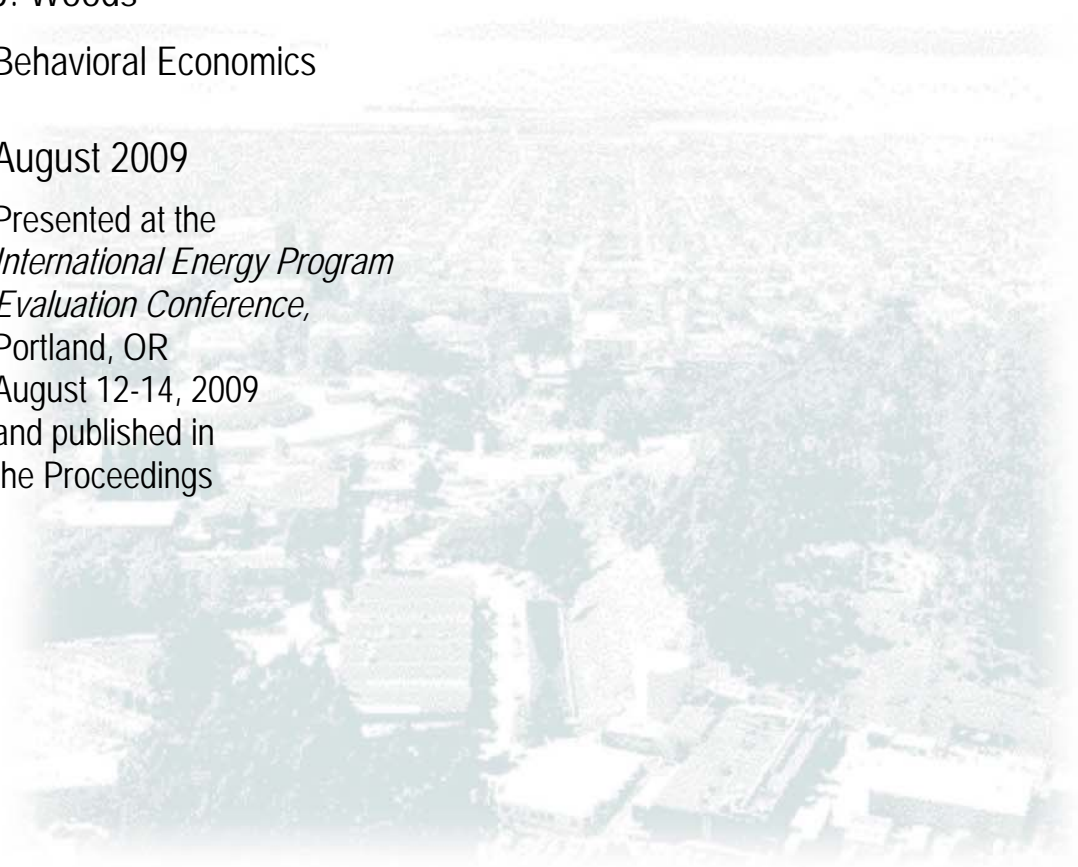 J. Woods
Behavioral Economics
August 2009
Presented at the
International Energy Program
Evaluation Conference,
Portland, OR
August 12-14, 2009
and published in
the Proceedings